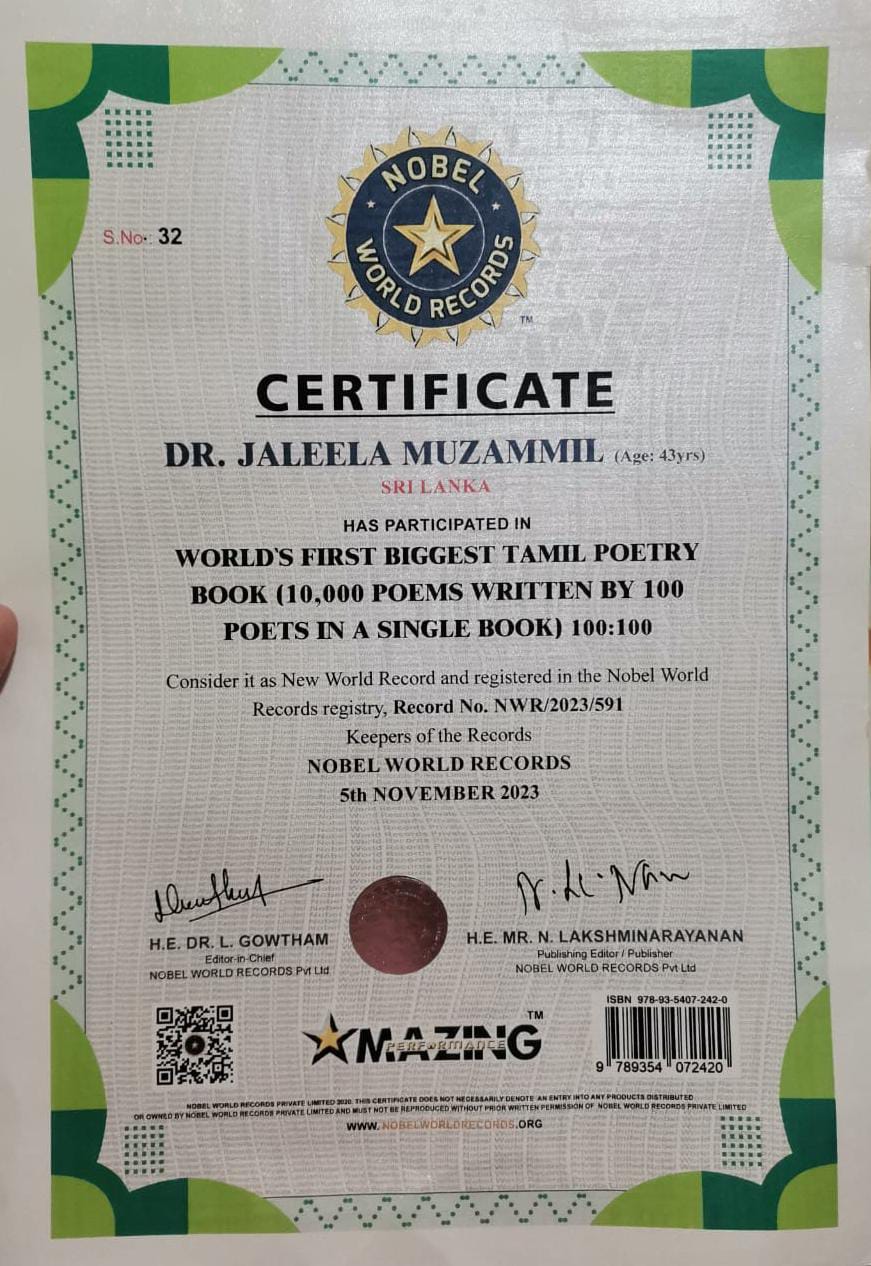 NOBEL
WORLD RECORDS
TM
S.No· 32
CERTIFICATE
DR. JALEELA MUZAMMIL (Age: 43yrs)
SRI LANKA
HAS PARTICIPATED IN
WORLD'S FIRST BIGGEST TAMIL POETRY
BOOK (10,000 POEMS WRITTEN BY 100
POETS IN A SINGLE BOOK) 100:100
Consider it as New World Record and registered in the Nobel World
Records registry, Record No. NWR/2023/591
Keepers of the Records
NOBEL WORLD RECORDS
5th NOVEMBER 2023
H.E. DR. L. GOWTHAM
Editor-in-Chief
NOBEL WORLD RECORDS Pvt Ltd
H.E. MR. N. LAKSHMINARAYANAN
Publishing Editor / Publisher
NOBEL WORLD RECORDS Pvt Ltd
MAZING TM
PERFORMANCE
ISBN 978-93-5407-242-0
9 789354 072420
NOBEL WORLD RECORDS PRIVATE LIMITED 2020. THIS CERTIFICATE DOES NOT NECESSARILY DENOTE AN ENTRY INTO ANY PRODUCTS DISTRIBUTED
OR OWNED BY NOBEL WORLD RECORDS PRIVATE LIMITED AND MUST NOT BE REPRODUCED WITHOUT PRIOR WRITTEN PERMISSION OF NOBEL WORLD RECORDS PRIVATE LIMITED
WWW.NOBELWORLDRECORDS.ORG